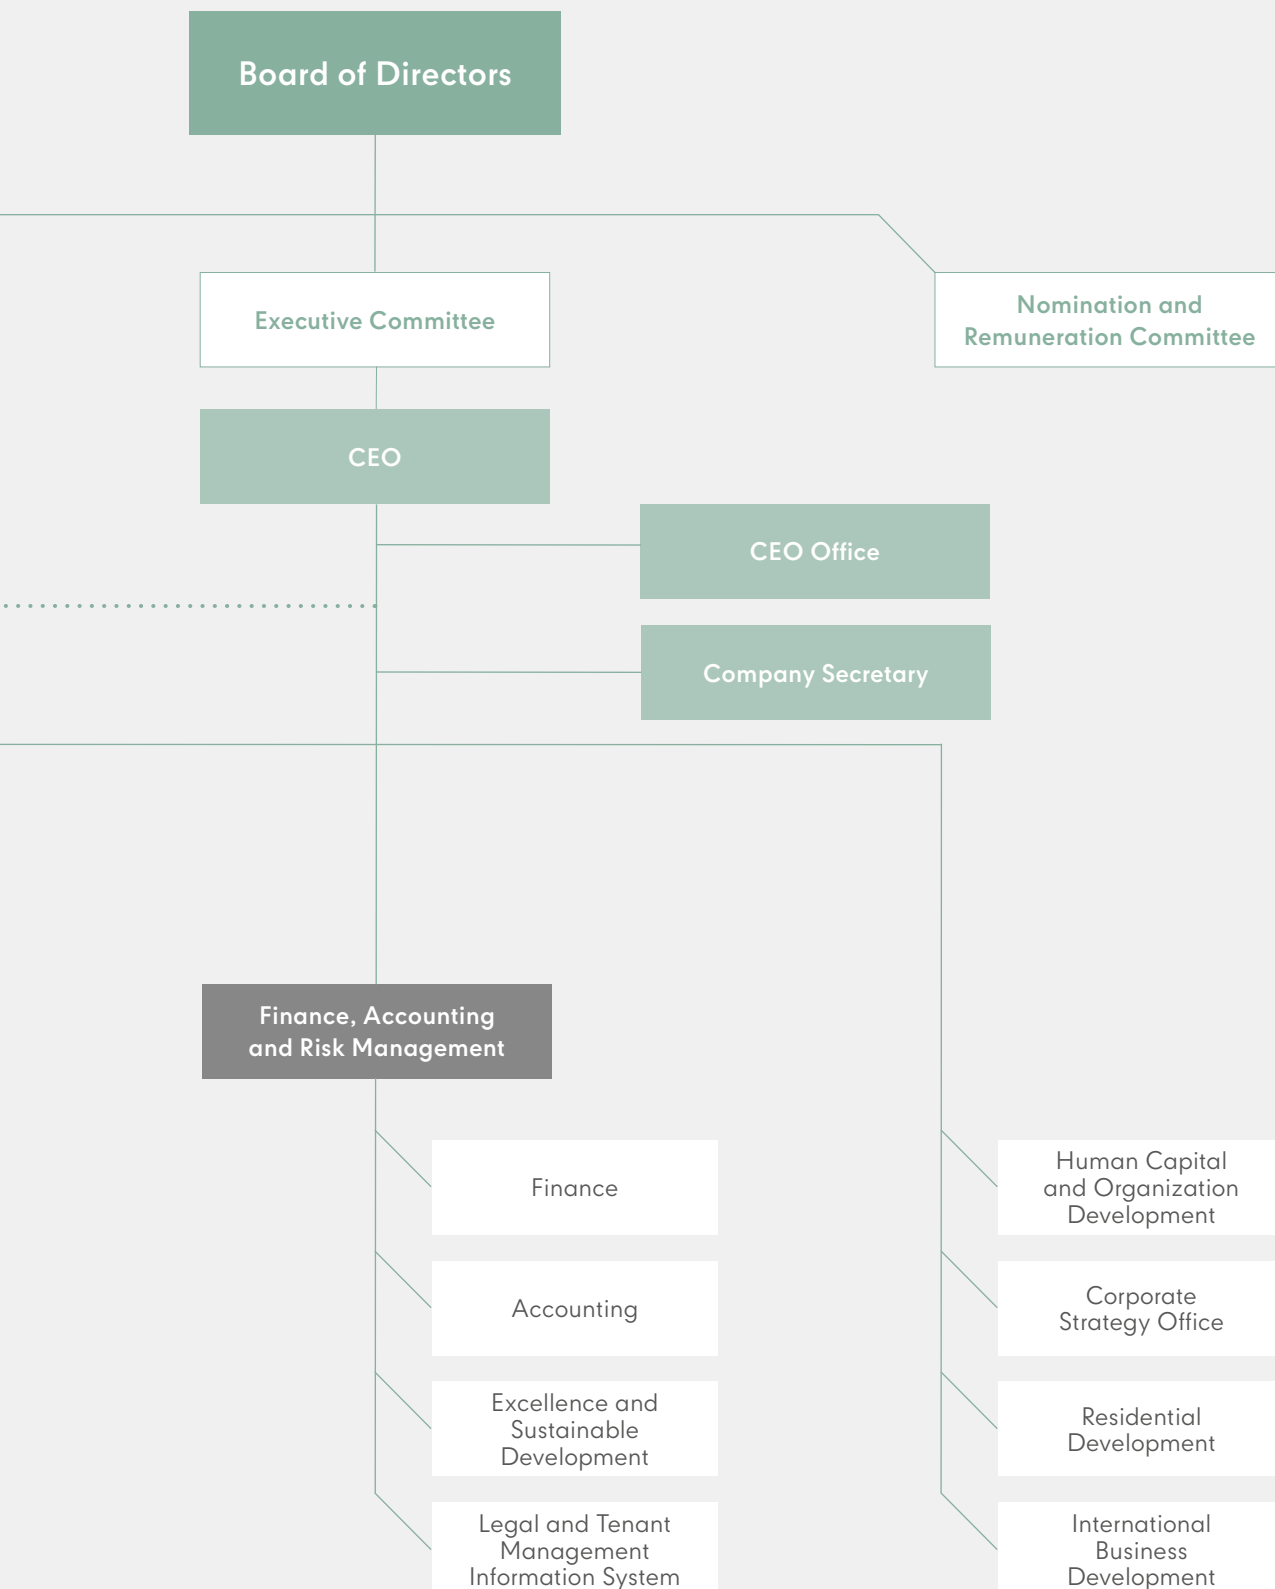 Board of Directors
Executive Committee
Nomination and
Remuneration Committee
CEO
CEO Office
Company Secretary
Finance, Accounting
and Risk Management
Finance
Accounting
Excellence and
Sustainable
Development
Legal and Tenant
Management
Information System
Human Capital
and Organization
Development
Corporate
Strategy Office
Residential
Development
International
Business
Development